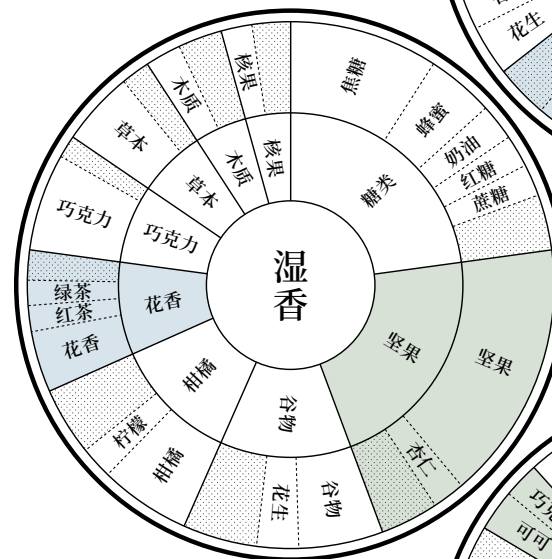 湿
香
糖类
坚果
谷物
柑橘
花香
巧克力
草本
木质
核果
焦糖
蜂蜜
奶油
红糖
蔗糖
坚果
杏仁
谷物
花生
柑橘
柠檬
花香
红茶
绿茶
巧克力
草本
木质
核果
花生
可可